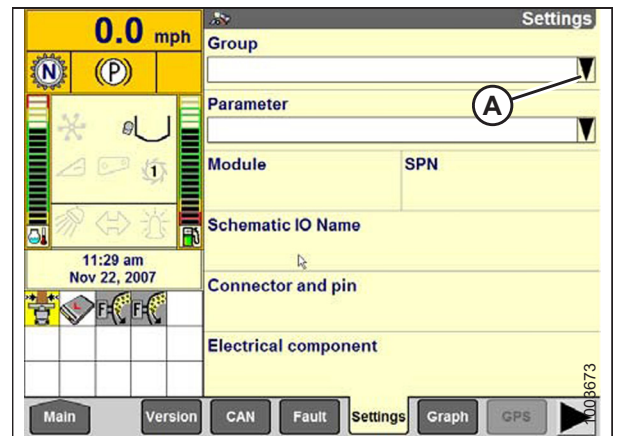 0.0 mph
Settings
Group
N (P)
A
Parameter
1
Module SPN
Schematic IO Name
11:29 am
Nov 22, 2007
Connector and pin
L F F
Electrical component
1003673
Main Version CAN Fault Settings Graph GPS